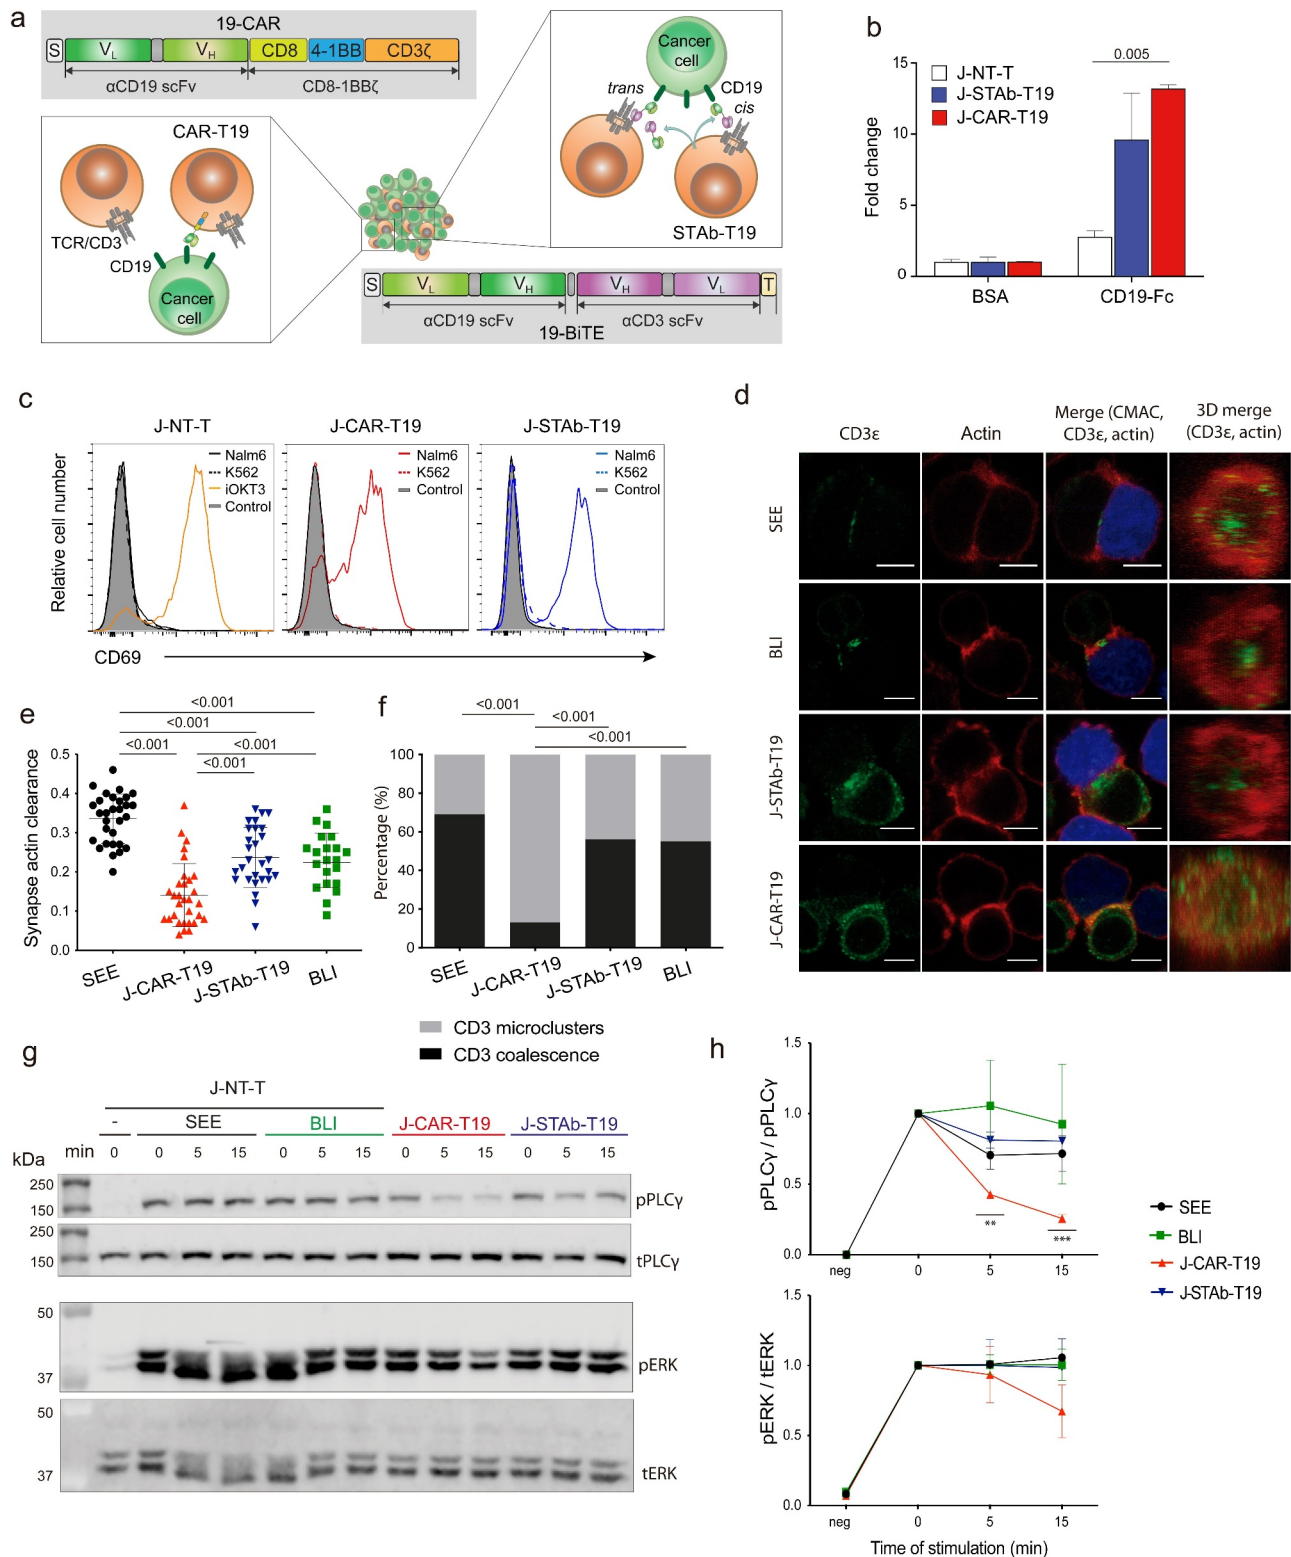 a
19-CAR
S
V_L
V_H
CD8
4-1BB
CD3ζ
αCD19 scFv
CD8-1BBζ
CAR-T19
TCR/CD3
CD19
Cancer
cell
Cancer
cell
trans
CD19
cis
STAb-T19
S
V_L
V_H
V_H
V_L
T
αCD19 scFv
αCD3 scFv
19-BiTE
b
J-NT-T
J-STAb-T19
J-CAR-T19
0.005
Fold change
15
10
5
0
BSA
CD19-Fc
c
J-NT-T
J-CAR-T19
J-STAb-T19
Nalm6
K562
iOKT3
Control
Nalm6
K562
Control
Nalm6
K562
Control
Relative cell number
CD69
d
CD3ε
Actin
Merge (CMAC,
CD3ε, actin)
3D merge
(CD3ε, actin)
SEE
BLI
J-STAb-T19
J-CAR-T19
e
<0.001
<0.001
<0.001
<0.001
<0.001
Synapse actin clearance
0.5
0.4
0.3
0.2
0.1
0.0
SEE
J-CAR-T19
J-STAb-T19
BLI
f
<0.001
<0.001
<0.001
Percentage (%)
100
80
60
40
20
0
SEE
J-CAR-T19
J-STAb-T19
BLI
CD3 microclusters
CD3 coalescence
g
J-NT-T
-
SEE
BLI
J-CAR-T19
J-STAb-T19
kDa
min
0
0
5
15
0
5
15
0
5
15
0
5
15
250
150
pPLCγ
250
150
tPLCγ
50
37
pERK
50
37
tERK
h
pPLCγ / pPLCγ
1.5
1.0
0.5
0.0
**
***
neg
0
5
15
SEE
BLI
J-CAR-T19
J-STAb-T19
pERK / tERK
1.5
1.0
0.5
0.0
neg
0
5
15
Time of stimulation (min)